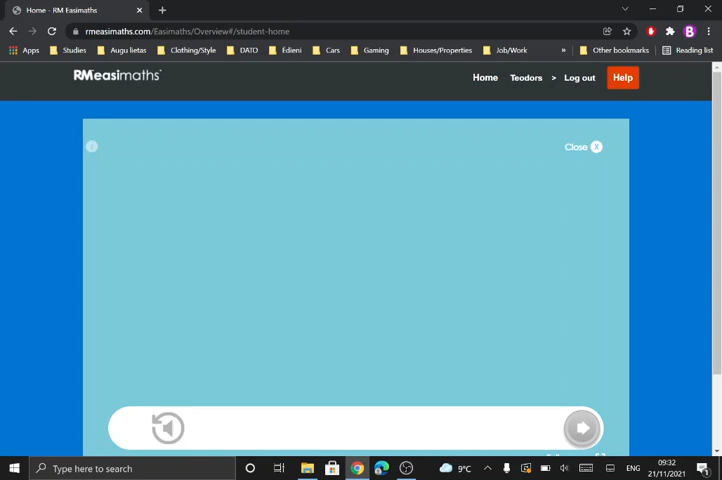 Home - RM Easimaths
rmeasimaths.com/Easimaths/Overview#/student-home
B
Apps Studies Augu lietas Clothing/Style DATO Edieni Cars Gaming Houses/Properties Job/Work » Other bookmarks Reading list
RMeasimaths Home Teodors > Log out Help
i Close X
Type here to search 9°C ENG 09:32
21/11/2021
1